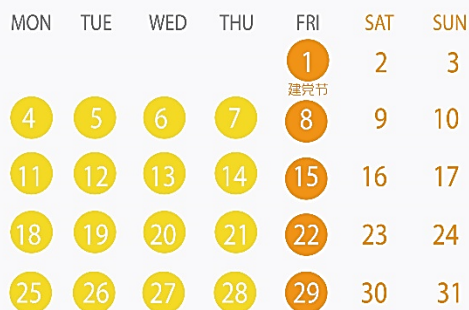 MON TUE WED THU FRI SAT SUN
1 2 3
建党节
4 5 6 7 8 9 10
11 12 13 14 15 16 17
18 19 20 21 22 23 24
25 26 27 28 29 30 31